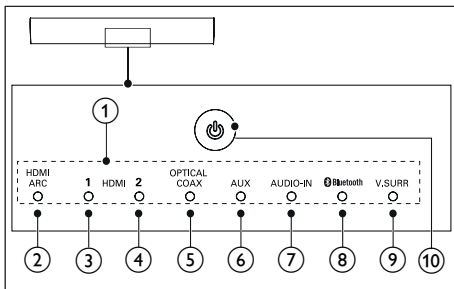 1
HDMI ARC
1 HDMI 2
OPTICAL COAX
AUX
AUDIO-IN
Bluetooth
V.SURR
2 3 4 5 6 7 8 9 10